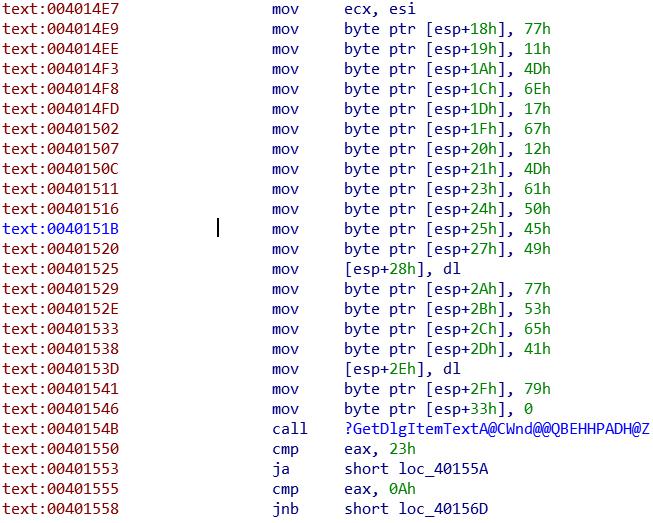 text:004014E7 mov ecx, esi
text:004014E9 mov byte ptr [esp+18h], 77h
text:004014EE mov byte ptr [esp+19h], 11h
text:004014F3 mov byte ptr [esp+1Ah], 4Dh
text:004014F8 mov byte ptr [esp+1Ch], 6Eh
text:004014FD mov byte ptr [esp+1Dh], 17h
text:00401502 mov byte ptr [esp+1Fh], 67h
text:00401507 mov byte ptr [esp+20h], 12h
text:0040150C mov byte ptr [esp+21h], 4Dh
text:00401511 mov byte ptr [esp+23h], 61h
text:00401516 mov byte ptr [esp+24h], 50h
text:0040151B mov byte ptr [esp+25h], 45h
text:00401520 mov byte ptr [esp+27h], 49h
text:00401525 mov [esp+28h], dl
text:00401529 mov byte ptr [esp+2Ah], 77h
text:0040152E mov byte ptr [esp+2Bh], 53h
text:00401533 mov byte ptr [esp+2Ch], 65h
text:00401538 mov byte ptr [esp+2Dh], 41h
text:0040153D mov [esp+2Eh], dl
text:00401541 mov byte ptr [esp+2Fh], 79h
text:00401546 mov byte ptr [esp+33h], 0
text:0040154B call ?GetDlgItemTextA@CWnd@@QBEHHPADH@Z
text:00401550 cmp eax, 23h
text:00401553 ja short loc_40155A
text:00401555 cmp eax, 0Ah
text:00401558 jnb short loc_40156D